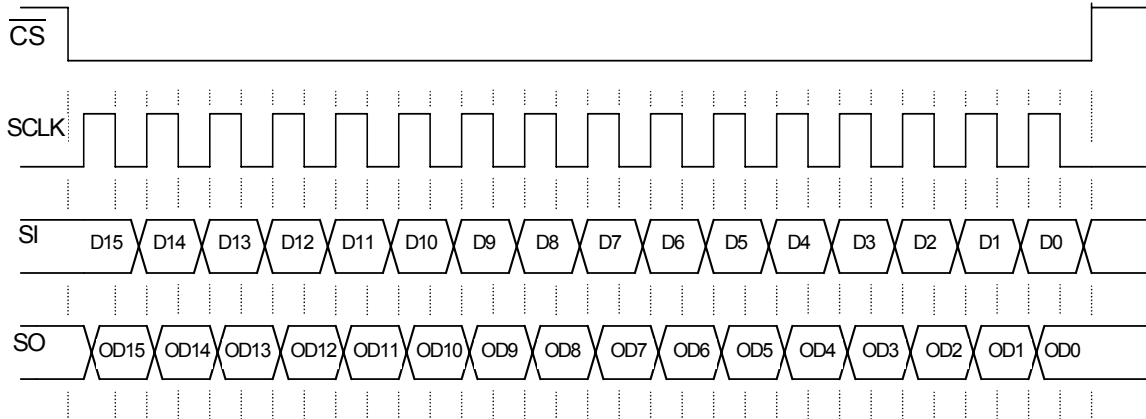 CS
SCLK
SI D15 D14 D13 D12 D11 D10 D9 D8 D7 D6 D5 D4 D3 D2 D1 D0
SO OD15 OD14 OD13 OD12 OD11 OD10 OD9 OD8 OD7 OD6 OD5 OD4 OD3 OD2 OD1 OD0